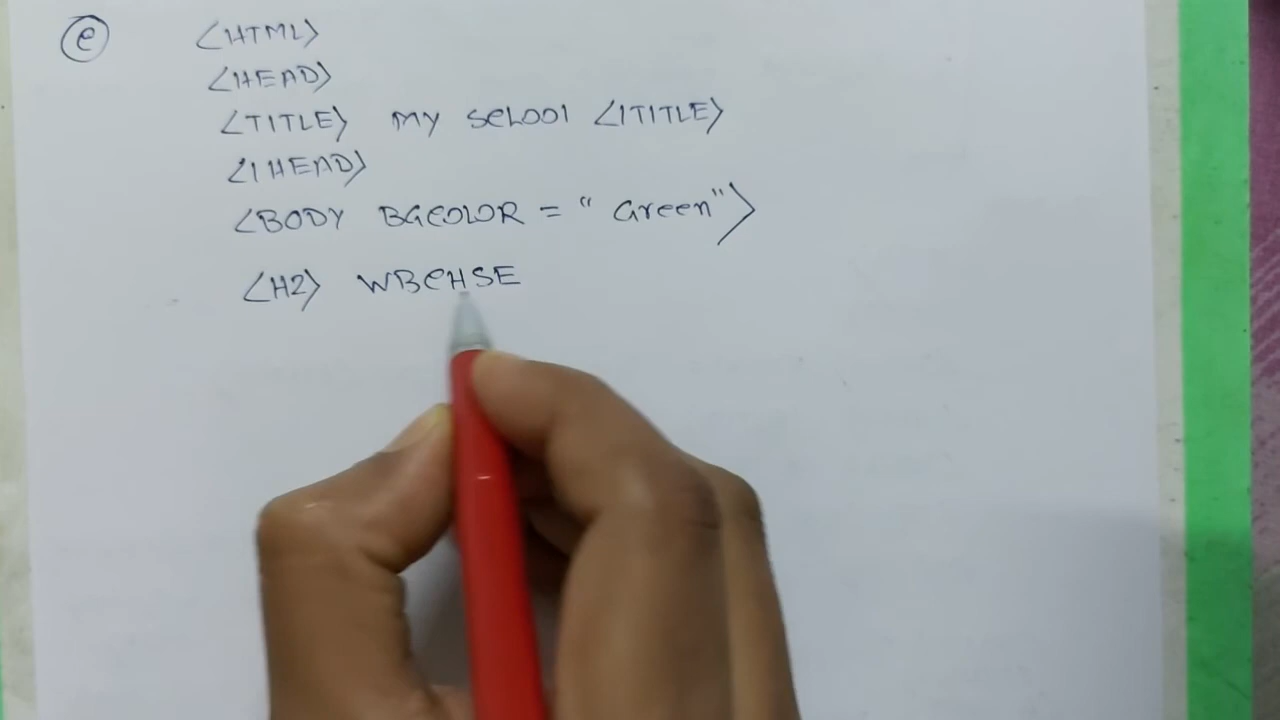 (e) <HTML>
<HEAD>
<TITLE> My School </TITLE>
</HEAD>
<BODY BGCOLOR = "Green">
<H2> WBCHSE